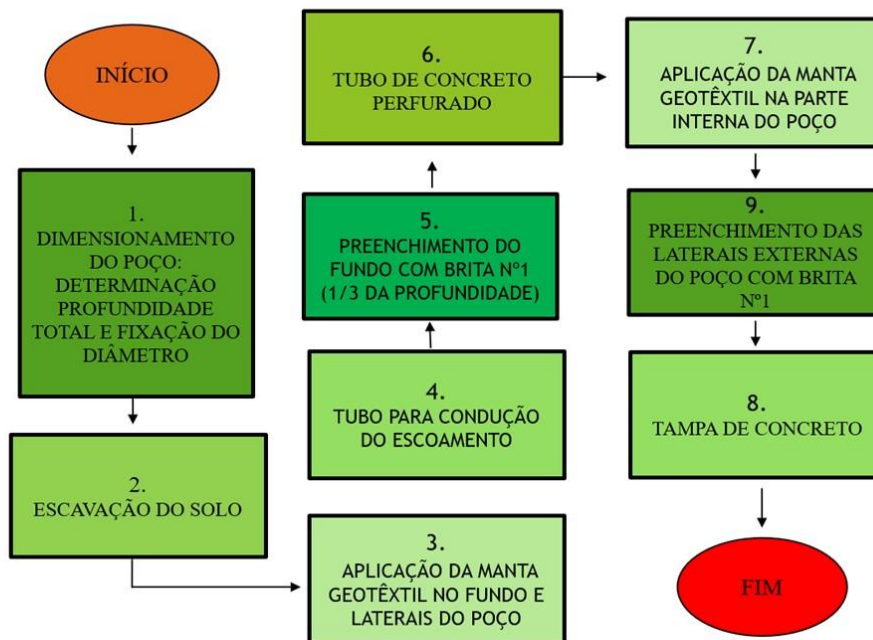 INÍCIO
1.
DIMENSIONAMENTO
DO POÇO:
DETERMINAÇÃO
PROFUNDIDADE
TOTAL E FIXAÇÃO DO
DIÂMETRO
2.
ESCAVAÇÃO DO SOLO
3.
APLICAÇÃO DA MANTA
GEOTÊXTIL NO FUNDO E
LATERAIS DO POÇO
4.
TUBO PARA CONDUÇÃO
DO ESCOAMENTO
5.
PREENCHIMENTO DO
FUNDO COM BRITA Nº1
(1/3 DA PROFUNDIDADE)
6.
TUBO DE CONCRETO
PERFURADO
7.
APLICAÇÃO DA MANTA
GEOTÊXTIL NA PARTE
INTERNA DO POÇO
9.
PREENCHIMENTO DAS
LATERAIS EXTERNAS
DO POÇO COM BRITA
Nº1
8.
TAMPA DE CONCRETO
FIM